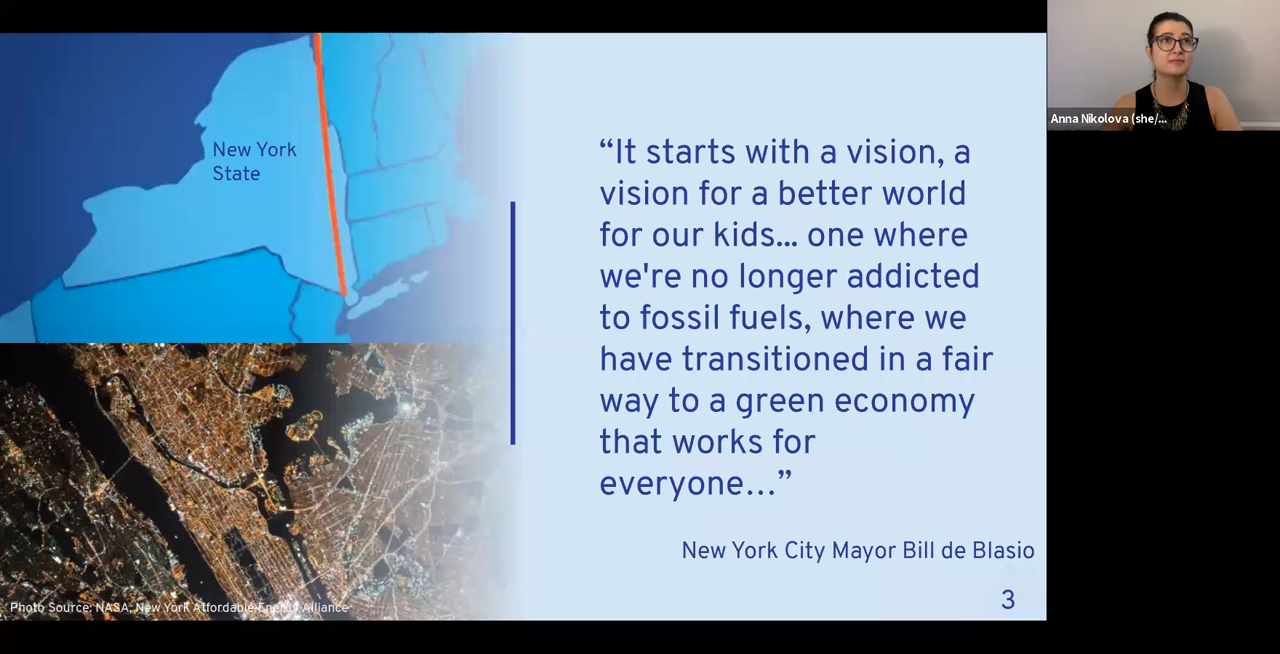 New York
State
“It starts with a vision, a
vision for a better world
for our kids... one where
we're no longer addicted
to fossil fuels, where we
have transitioned in a fair
way to a green economy
that works for
everyone…”
New York City Mayor Bill de Blasio
3
Photo Source: NASA; New York Affordable Energy Alliance
Anna Nikolova (she/...